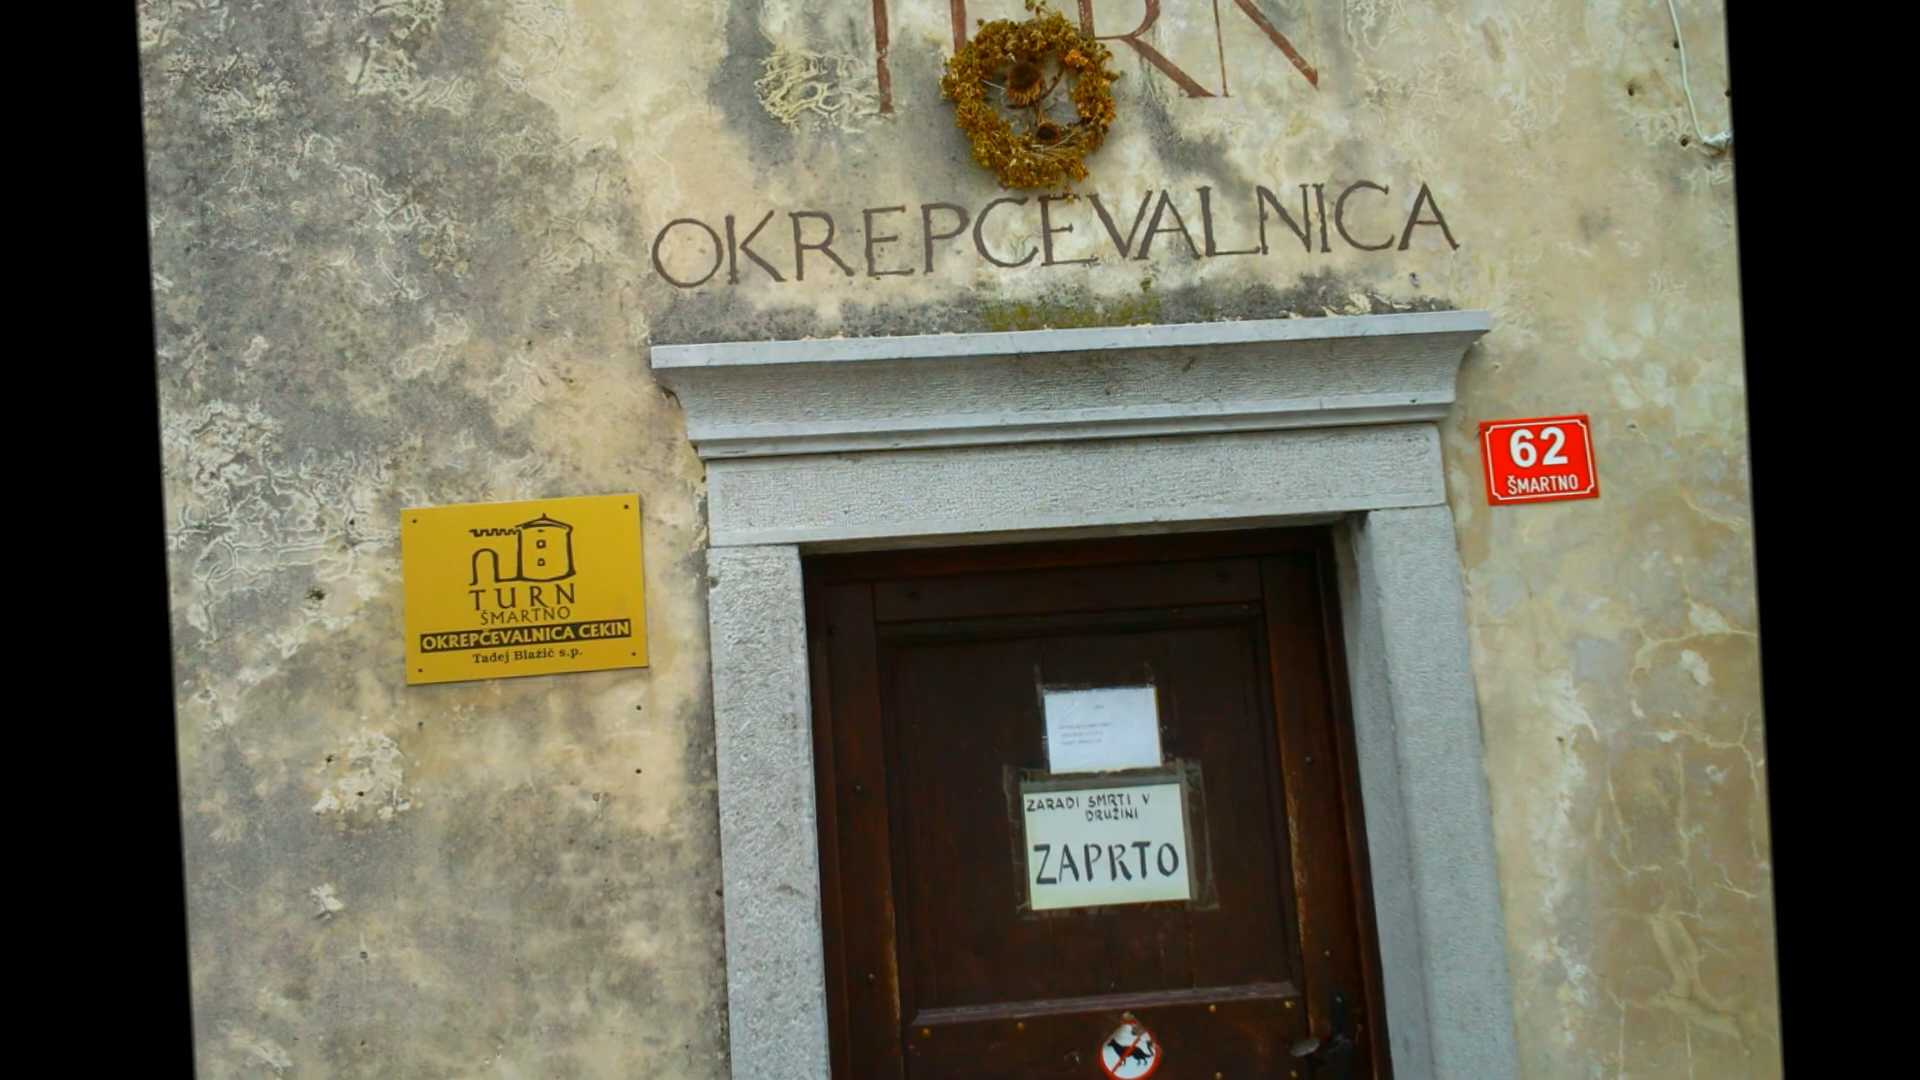 TURN
OKREPCEVALNICA
62
ŠMARTNO
TURN
ŠMARTNO
OKREPČEVALNICA CEKIN
Tadej Blažič s.p.
ZARADI SMRTI V
DRUŽINI
ZAPRTO